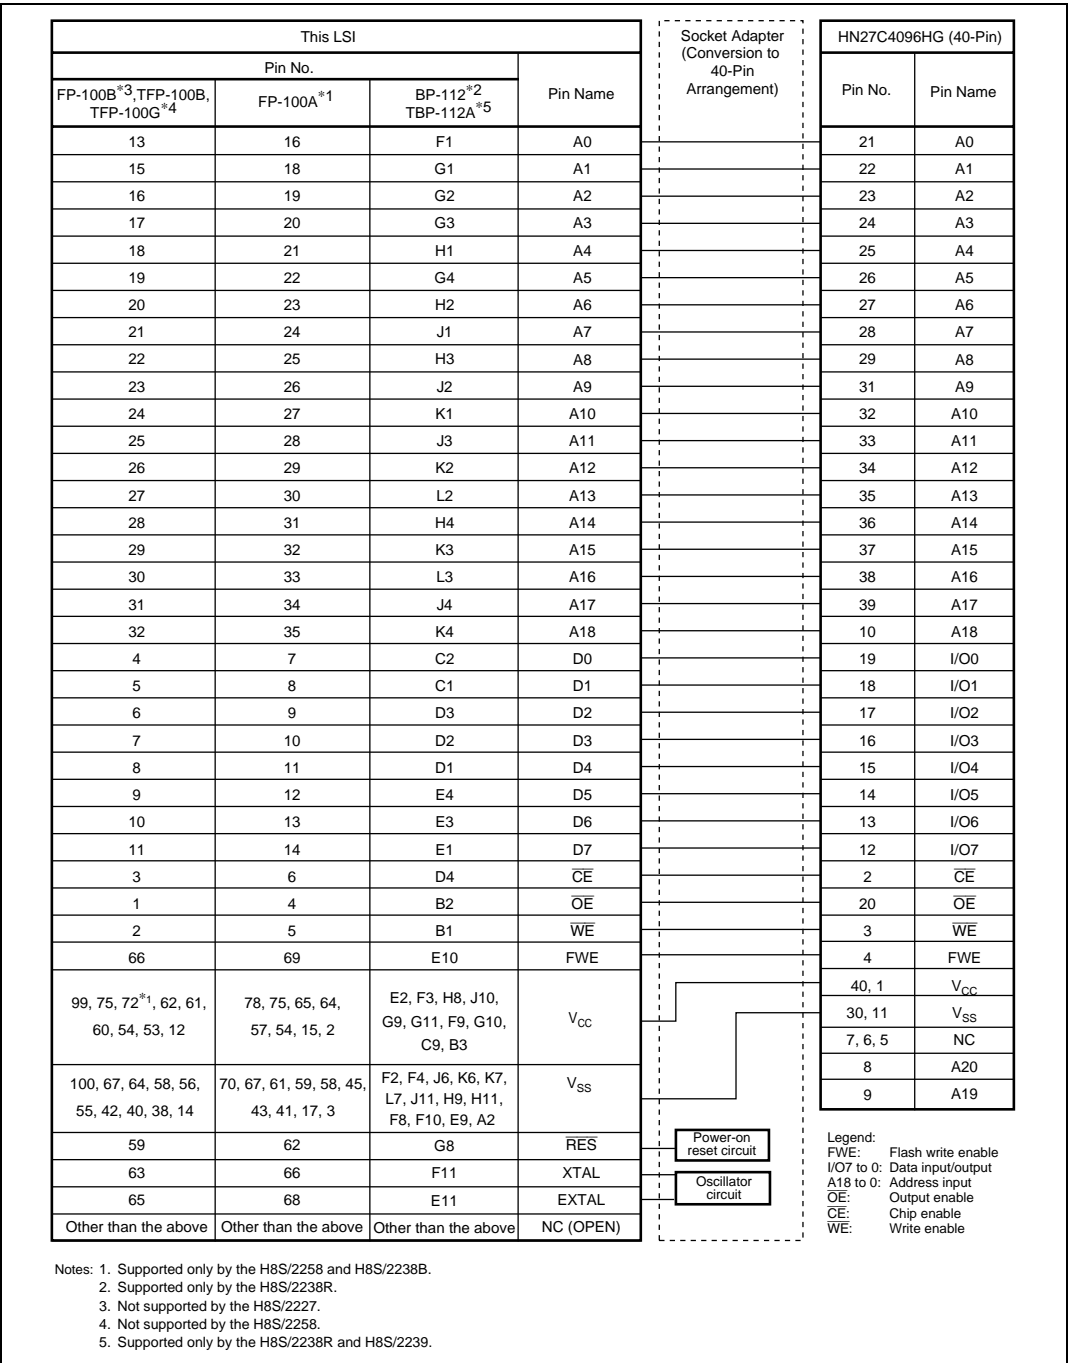 This LSI
Socket Adapter
(Conversion to
40-Pin
Arrangement)
HN27C4096HG (40-Pin)
Pin No.
FP-100B*3,TFP-100B,
TFP-100G*4
FP-100A*1
BP-112*2
TBP-112A*5
Pin Name
Pin No.
Pin Name
13 16 F1 A0 21 A0
15 18 G1 A1 22 A1
16 19 G2 A2 23 A2
17 20 G3 A3 24 A3
18 21 H1 A4 25 A4
19 22 G4 A5 26 A5
20 23 H2 A6 27 A6
21 24 J1 A7 28 A7
22 25 H3 A8 29 A8
23 26 J2 A9 31 A9
24 27 K1 A10 32 A10
25 28 J3 A11 33 A11
26 29 K2 A12 34 A12
27 30 L2 A13 35 A13
28 31 H4 A14 36 A14
29 32 K3 A15 37 A15
30 33 L3 A16 38 A16
31 34 J4 A17 39 A17
32 35 K4 A18 10 A18
4 7 C2 D0 19 I/O0
5 8 C1 D1 18 I/O1
6 9 D3 D2 17 I/O2
7 10 D2 D3 16 I/O3
8 11 D1 D4 15 I/O4
9 12 E4 D5 14 I/O5
10 13 E3 D6 13 I/O6
11 14 E1 D7 12 I/O7
3 6 D4 C̅E̅ 2 C̅E̅
1 4 B2 O̅E̅ 20 O̅E̅
2 5 B1 W̅E̅ 3 W̅E̅
66 69 E10 FWE 4 FWE
99, 75, 72*1, 62, 61,
60, 54, 53, 12
78, 75, 65, 64,
57, 54, 15, 2
E2, F3, H8, J10,
G9, G11, F9, G10,
C9, B3
VCC
40, 1 VCC
30, 11 VSS
7, 6, 5 NC
8 A20
9 A19
100, 67, 64, 58, 56,
55, 42, 40, 38, 14
70, 67, 61, 59, 58, 45,
43, 41, 17, 3
F2, F4, J6, K6, K7,
L7, J11, H9, H11,
F8, F10, E9, A2
VSS
59 62 G8 R̅E̅S̅
Power-on
reset circuit
63 66 F11 XTAL
65 68 E11 EXTAL
Oscillator
circuit
Other than the above Other than the above Other than the above NC (OPEN)
Legend:
FWE: Flash write enable
I/O7 to 0: Data input/output
A18 to 0: Address input
O̅E̅: Output enable
C̅E̅: Chip enable
W̅E̅: Write enable
Notes: 1. Supported only by the H8S/2258 and H8S/2238B.
2. Supported only by the H8S/2238R.
3. Not supported by the H8S/2227.
4. Not supported by the H8S/2258.
5. Supported only by the H8S/2238R and H8S/2239.